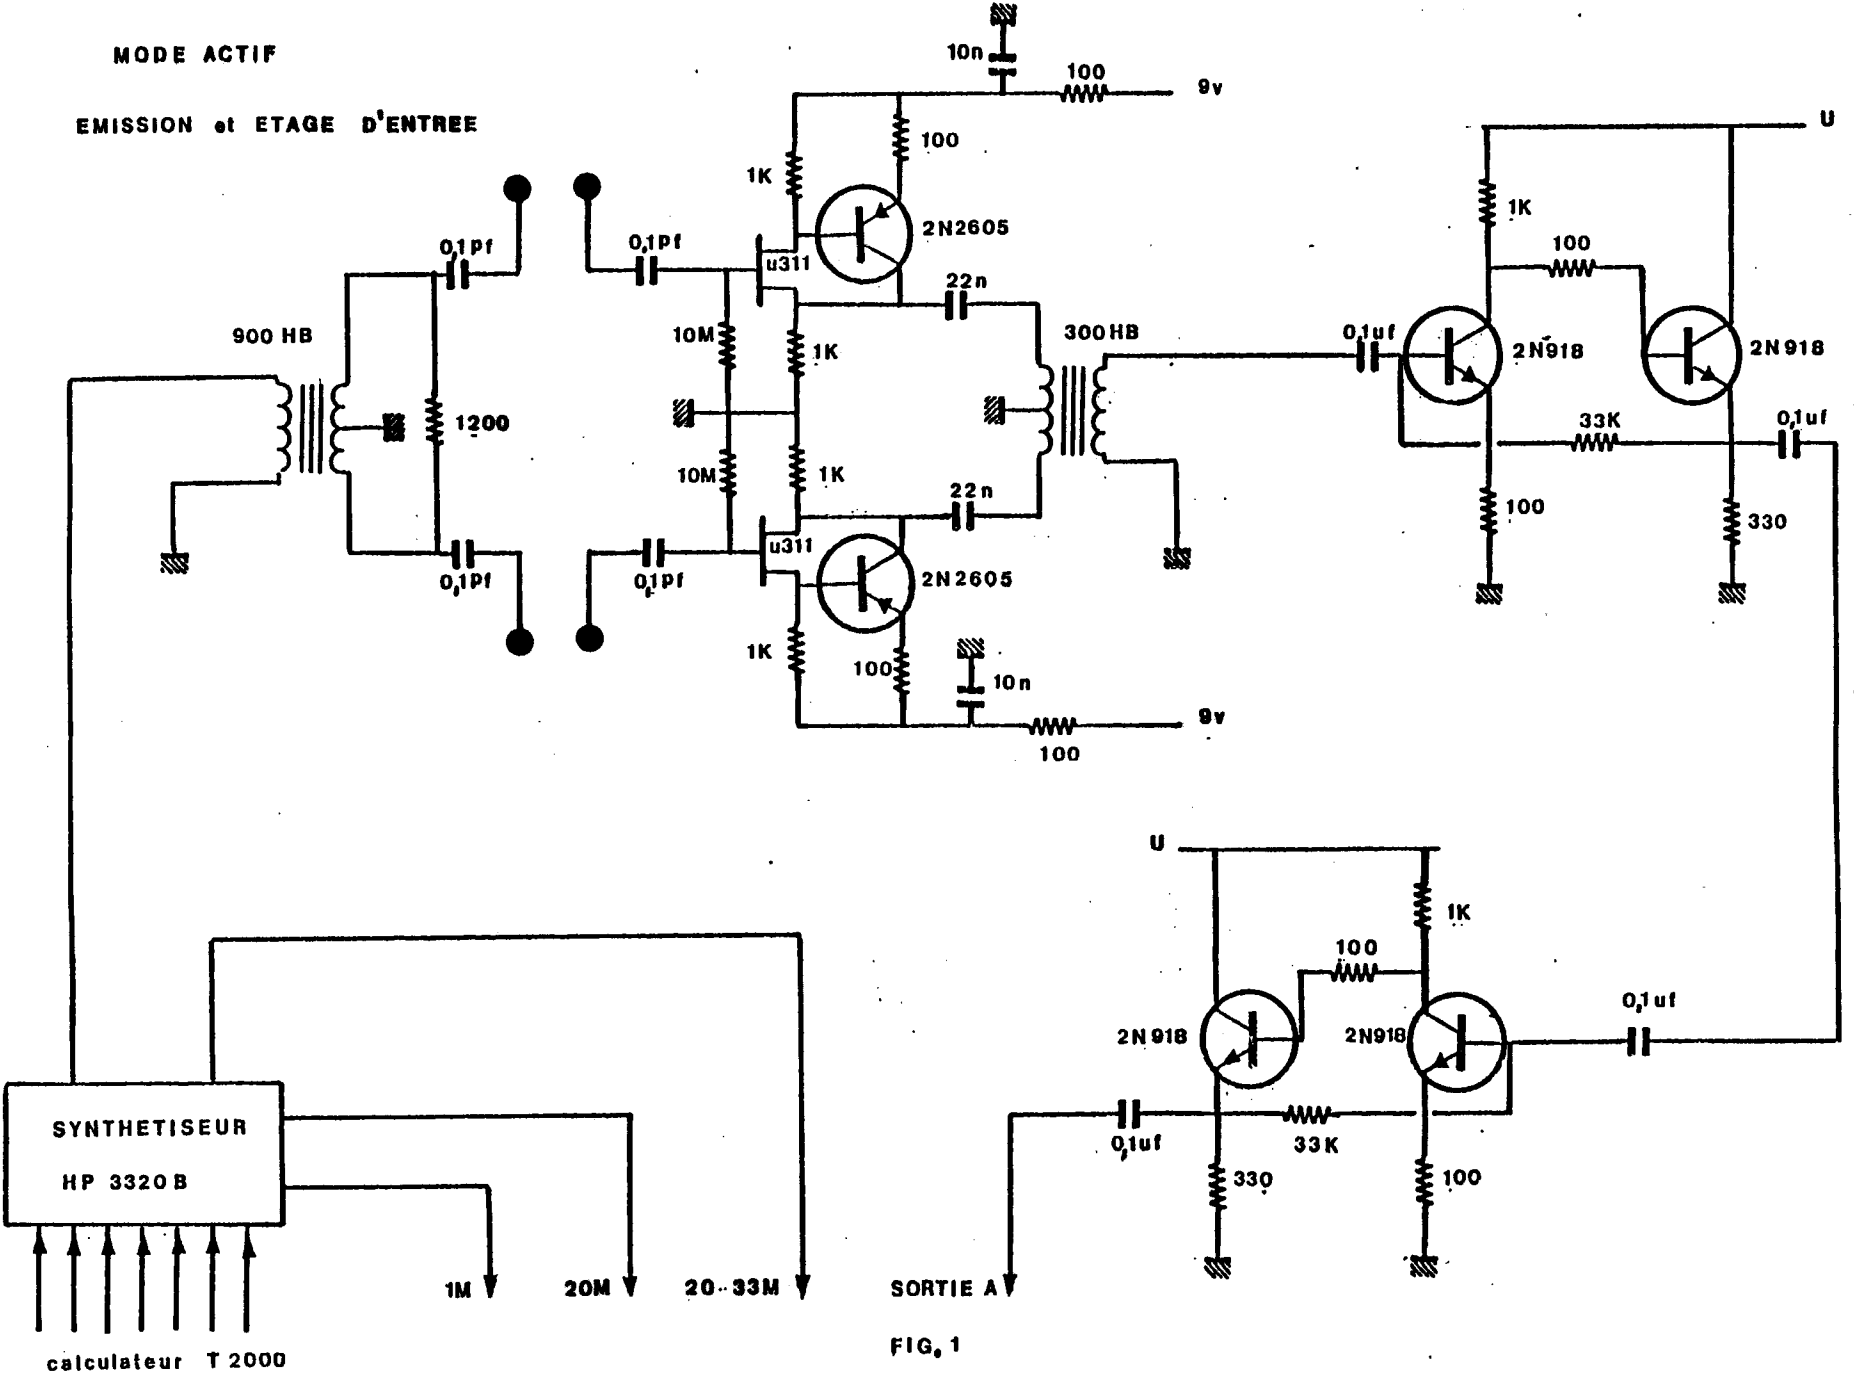 MODE ACTIF
EMISSION et ETAGE D'ENTREE
10n
100
9v
100
1K
2N2605
0,1Pf
0,1Pf
u311
22n
900 HB
10M
1K
300HB
1200
10M
1K
22n
u311
0,1Pf
0,1Pf
2N2605
1K
100
10n
9v
100
U
1K
100
0,1uf
2N918
2N918
33K
0,1uf
100
330
U
1K
100
0,1uf
2N918
2N918
0,1uf
33K
330
100
SYNTHETISEUR
HP 3320B
1M
20M
20..33M
SORTIE A
calculateur T 2000
FIG. 1